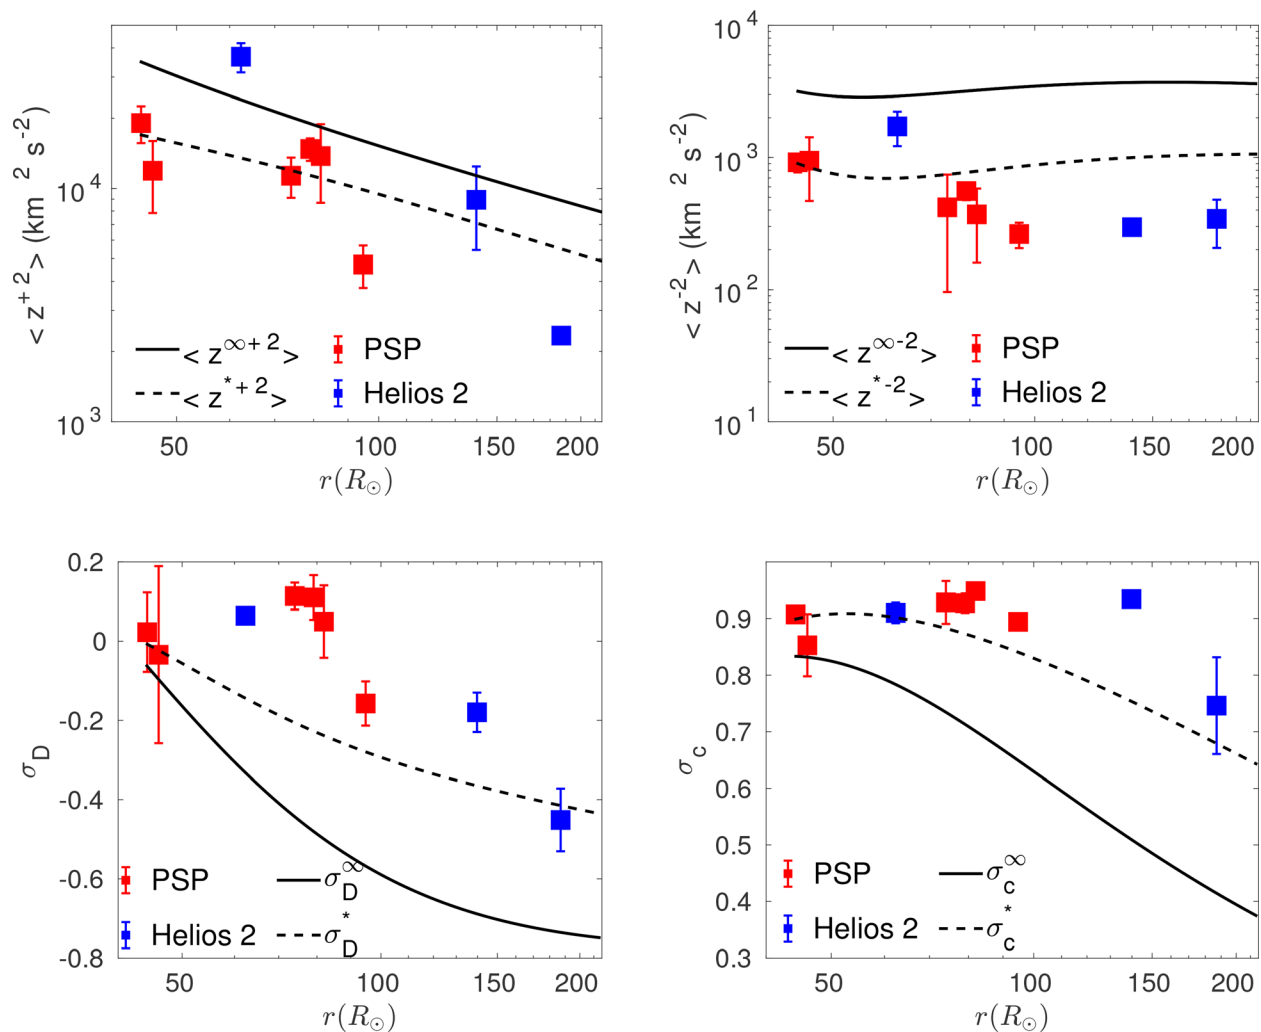 < z^{+2} > (km ^2 s^{-2})
10^4
10^3
50
100
150
200
r(R_⊙)
< z^{∞+2} >
< z^{*+2} >
PSP
Helios 2
< z^{-2} > (km ^2 s^{-2})
10^4
10^3
10^2
10^1
50
100
150
200
r(R_⊙)
< z^{∞-2} >
< z^{*-2} >
PSP
Helios 2
σ_D
0.2
0
-0.2
-0.4
-0.6
-0.8
50
100
150
200
r(R_⊙)
PSP
Helios 2
σ_D^∞
σ_D^*
σ_c
0.9
0.8
0.7
0.6
0.5
0.4
0.3
50
100
150
200
r(R_⊙)
PSP
Helios 2
σ_c^∞
σ_c^*